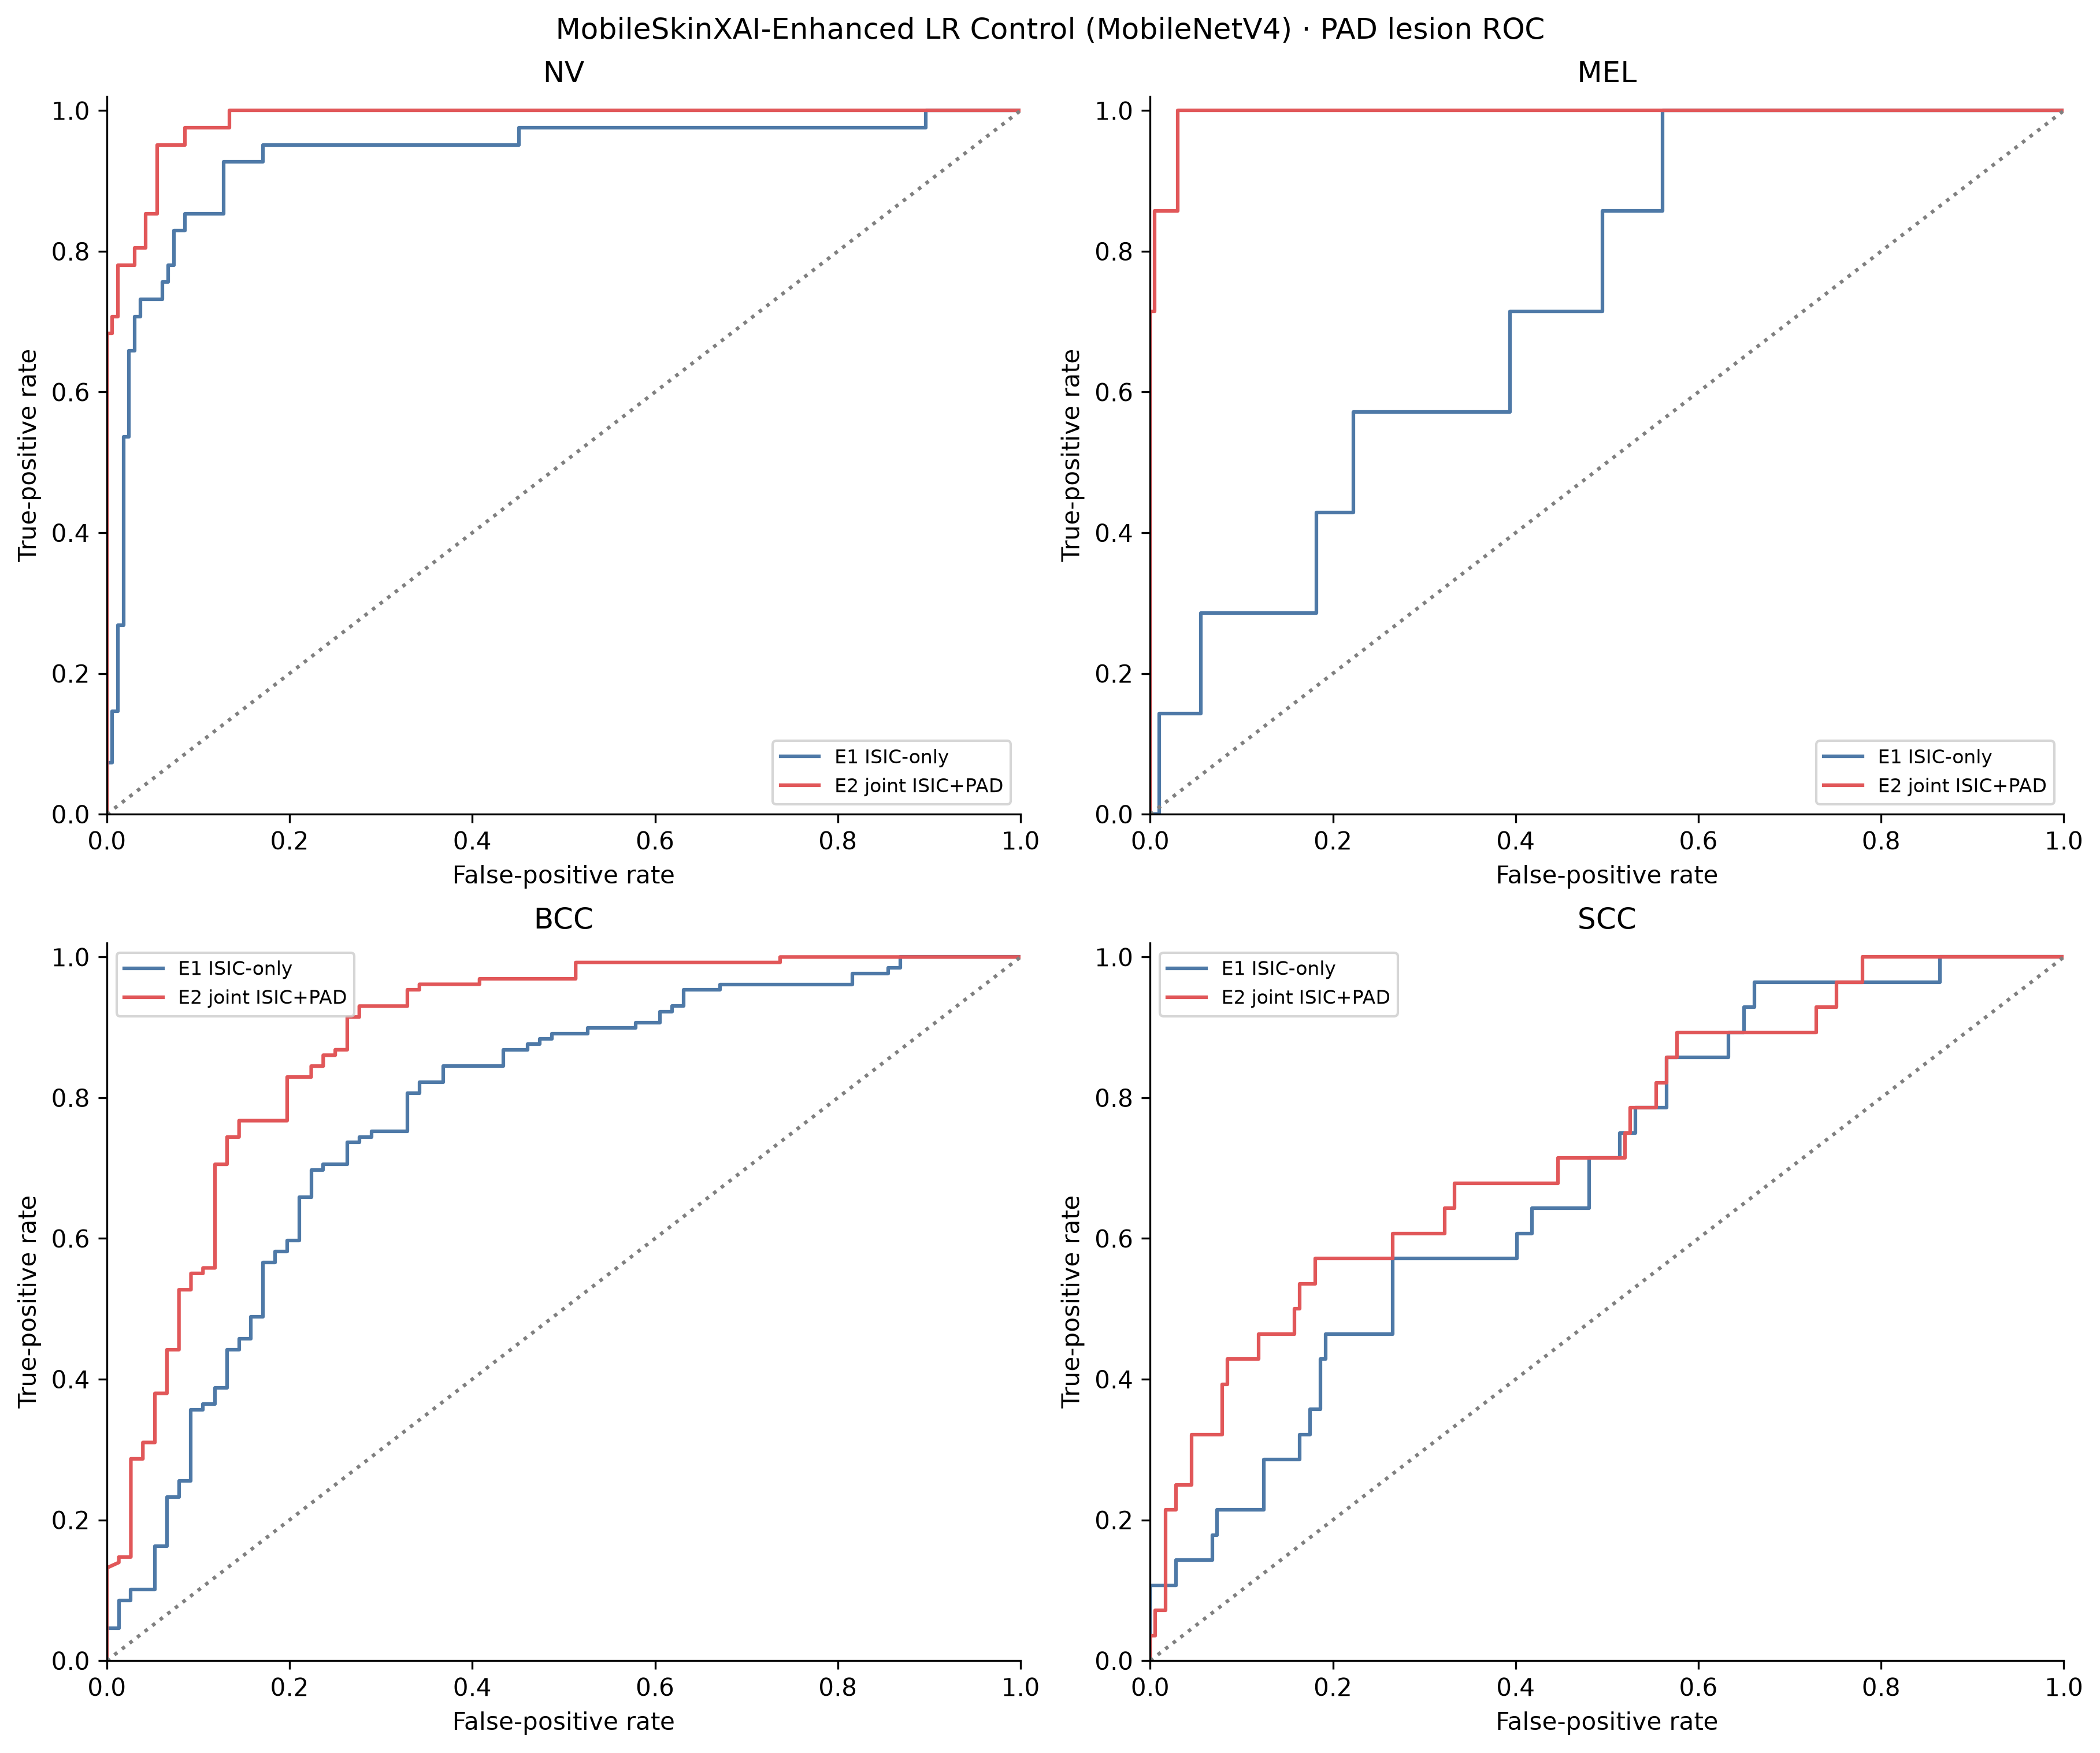 MobileSkinXAI-Enhanced LR Control (MobileNetV4) · PAD lesion ROC
NV
1.0
0.8
0.6
0.4
0.2
0.0
True-positive rate
E1 ISIC-only
E2 joint ISIC+PAD
0.0 0.2 0.4 0.6 0.8 1.0
False-positive rate
MEL
1.0
0.8
0.6
0.4
0.2
0.0
True-positive rate
E1 ISIC-only
E2 joint ISIC+PAD
0.0 0.2 0.4 0.6 0.8 1.0
False-positive rate
BCC
E1 ISIC-only
E2 joint ISIC+PAD
1.0
0.8
0.6
0.4
0.2
0.0
True-positive rate
0.0 0.2 0.4 0.6 0.8 1.0
False-positive rate
SCC
E1 ISIC-only
E2 joint ISIC+PAD
1.0
0.8
0.6
0.4
0.2
0.0
True-positive rate
0.0 0.2 0.4 0.6 0.8 1.0
False-positive rate